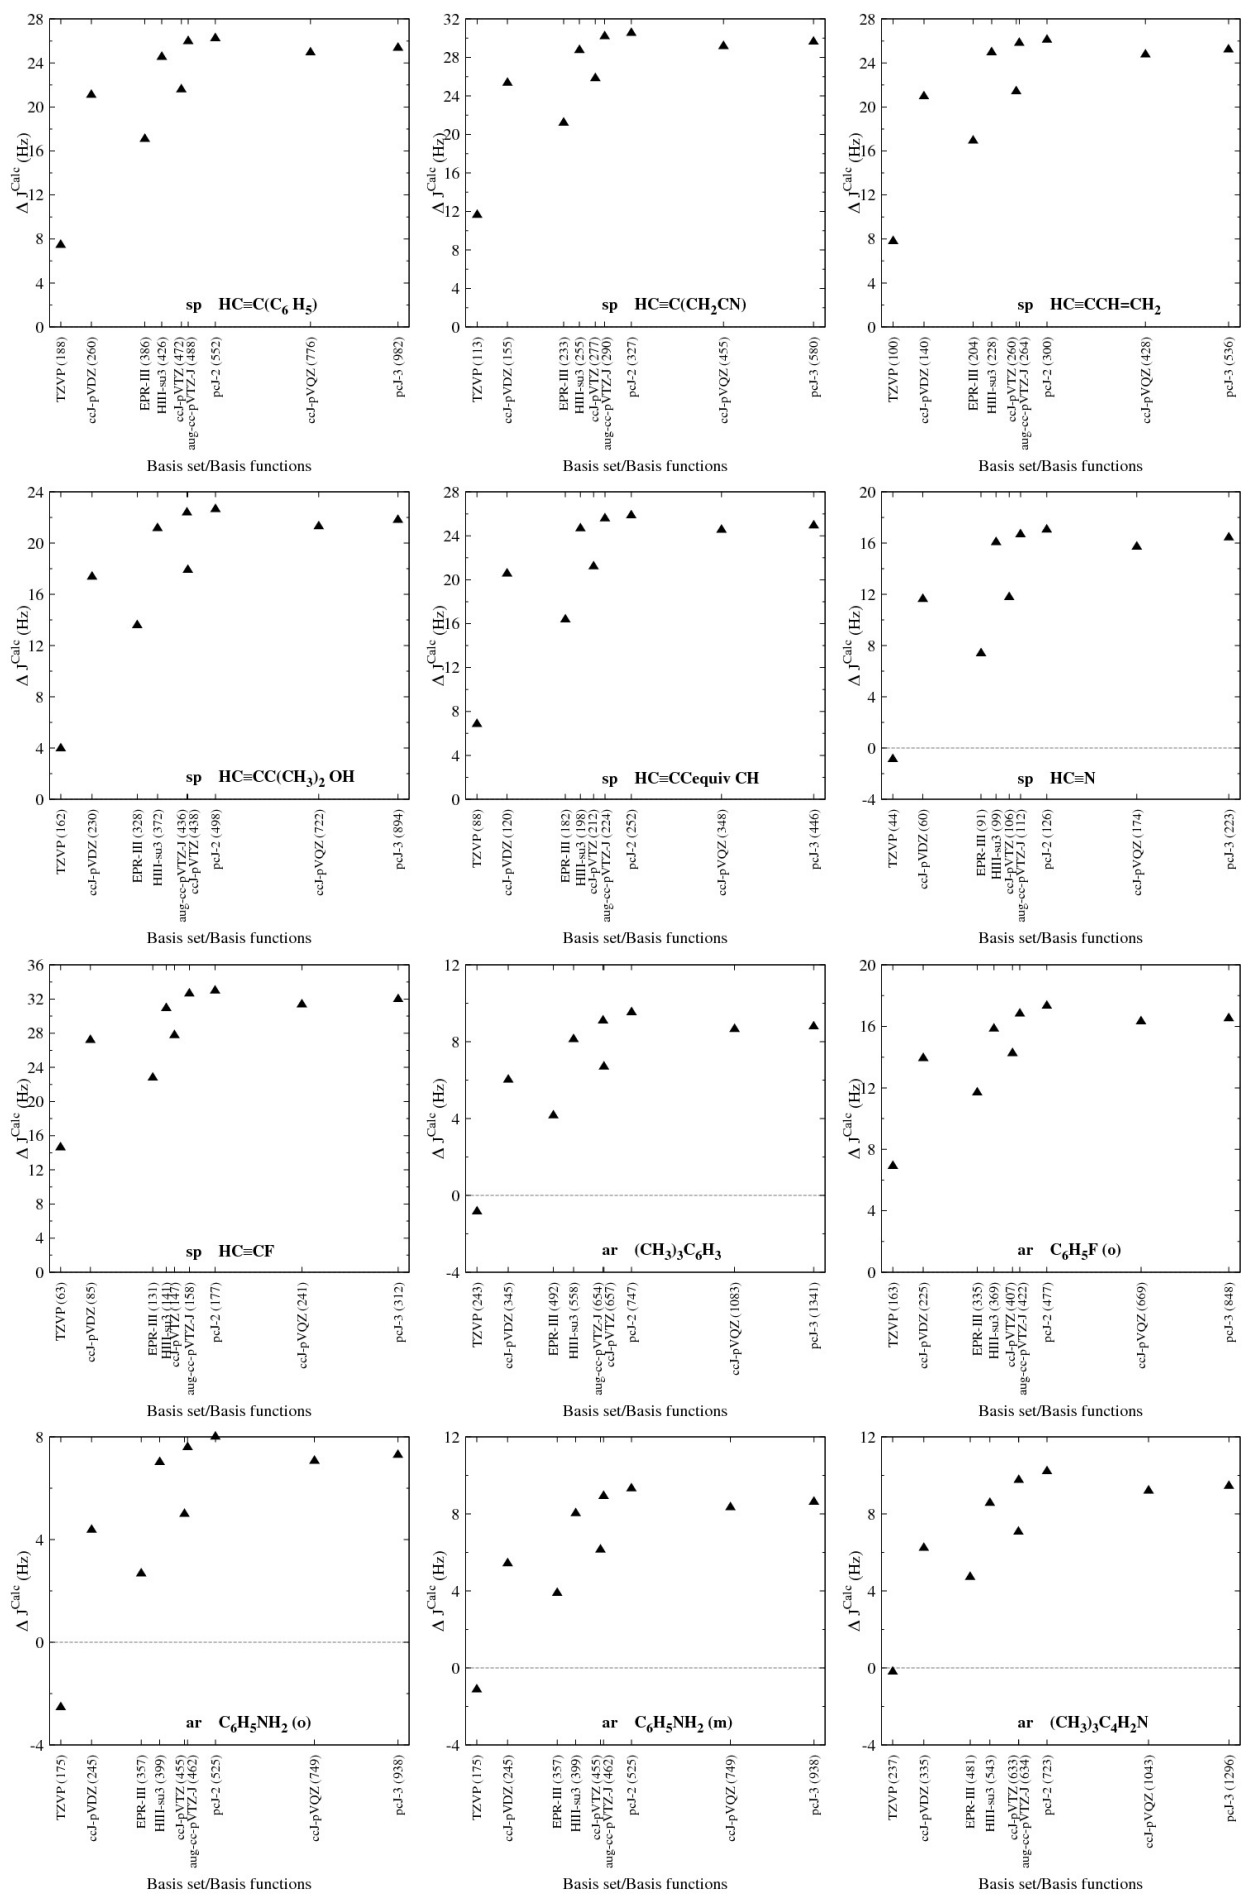 28
24
20
16
12
8
4
0
Δ J^Calc (Hz)
sp HC≡C(C6 H5)
TZVP (188)
ccJ-pVDZ (260)
EPR-III (386)
HIII-su3 (426)
ccJ-pVTZ (472)
aug-cc-pVTZ-J (488)
pcJ-2 (552)
ccJ-pVQZ (776)
pcJ-3 (982)
Basis set/Basis functions
32
28
24
20
16
12
8
4
0
Δ J^Calc (Hz)
sp HC≡C(CH2CN)
TZVP (113)
ccJ-pVDZ (155)
EPR-III (233)
HIII-su3 (255)
ccJ-pVTZ (277)
aug-cc-pVTZ-J (290)
pcJ-2 (327)
ccJ-pVQZ (455)
pcJ-3 (580)
Basis set/Basis functions
28
24
20
16
12
8
4
0
Δ J^Calc (Hz)
sp HC≡CCH=CH2
TZVP (100)
ccJ-pVDZ (140)
EPR-III (204)
HIII-su3 (228)
ccJ-pVTZ (260)
aug-cc-pVTZ-J (264)
pcJ-2 (300)
ccJ-pVQZ (428)
pcJ-3 (536)
Basis set/Basis functions
24
20
16
12
8
4
0
Δ J^Calc (Hz)
sp HC≡CC(CH3)2 OH
TZVP (162)
ccJ-pVDZ (230)
EPR-III (328)
HIII-su3 (372)
aug-cc-pVTZ-J (436)
ccJ-pVTZ (438)
pcJ-2 (498)
ccJ-pVQZ (722)
pcJ-3 (894)
Basis set/Basis functions
28
24
20
16
12
8
4
0
Δ J^Calc (Hz)
sp HC≡CCequiv CH
TZVP (88)
ccJ-pVDZ (120)
EPR-III (182)
HIII-su3 (198)
ccJ-pVTZ (212)
aug-cc-pVTZ-J (224)
pcJ-2 (252)
ccJ-pVQZ (348)
pcJ-3 (446)
Basis set/Basis functions
20
16
12
8
4
0
-4
Δ J^Calc (Hz)
sp HC≡N
TZVP (44)
ccJ-pVDZ (60)
EPR-III (91)
HIII-su3 (99)
ccJ-pVTZ (106)
aug-cc-pVTZ-J (112)
pcJ-2 (126)
ccJ-pVQZ (174)
pcJ-3 (223)
Basis set/Basis functions
36
32
28
24
20
16
12
8
4
0
Δ J^Calc (Hz)
sp HC≡CF
TZVP (63)
ccJ-pVDZ (85)
EPR-III (131)
HIII-su3 (141)
ccJ-pVTZ (147)
aug-cc-pVTZ-J (158)
pcJ-2 (177)
ccJ-pVQZ (241)
pcJ-3 (312)
Basis set/Basis functions
12
8
4
0
-4
Δ J^Calc (Hz)
ar (CH3)3C6H3
TZVP (243)
ccJ-pVDZ (345)
EPR-III (492)
HIII-su3 (558)
aug-cc-pVTZ-J (654)
ccJ-pVTZ (657)
pcJ-2 (747)
ccJ-pVQZ (1083)
pcJ-3 (1341)
Basis set/Basis functions
20
16
12
8
4
0
Δ J^Calc (Hz)
ar C6H5F (o)
TZVP (163)
ccJ-pVDZ (225)
EPR-III (335)
HIII-su3 (369)
ccJ-pVTZ (407)
aug-cc-pVTZ-J (422)
pcJ-2 (477)
ccJ-pVQZ (669)
pcJ-3 (848)
Basis set/Basis functions
8
4
0
-4
Δ J^Calc (Hz)
ar C6H5NH2 (o)
TZVP (175)
ccJ-pVDZ (245)
EPR-III (357)
HIII-su3 (399)
ccJ-pVTZ (455)
aug-cc-pVTZ-J (462)
pcJ-2 (525)
ccJ-pVQZ (749)
pcJ-3 (938)
Basis set/Basis functions
12
8
4
0
-4
Δ J^Calc (Hz)
ar C6H5NH2 (m)
TZVP (175)
ccJ-pVDZ (245)
EPR-III (357)
HIII-su3 (399)
ccJ-pVTZ (455)
aug-cc-pVTZ-J (462)
pcJ-2 (525)
ccJ-pVQZ (749)
pcJ-3 (938)
Basis set/Basis functions
12
8
4
0
-4
Δ J^Calc (Hz)
ar (CH3)3C4H2N
TZVP (237)
ccJ-pVDZ (335)
EPR-III (481)
HIII-su3 (543)
ccJ-pVTZ (633)
aug-cc-pVTZ-J (634)
pcJ-2 (723)
ccJ-pVQZ (1043)
pcJ-3 (1296)
Basis set/Basis functions